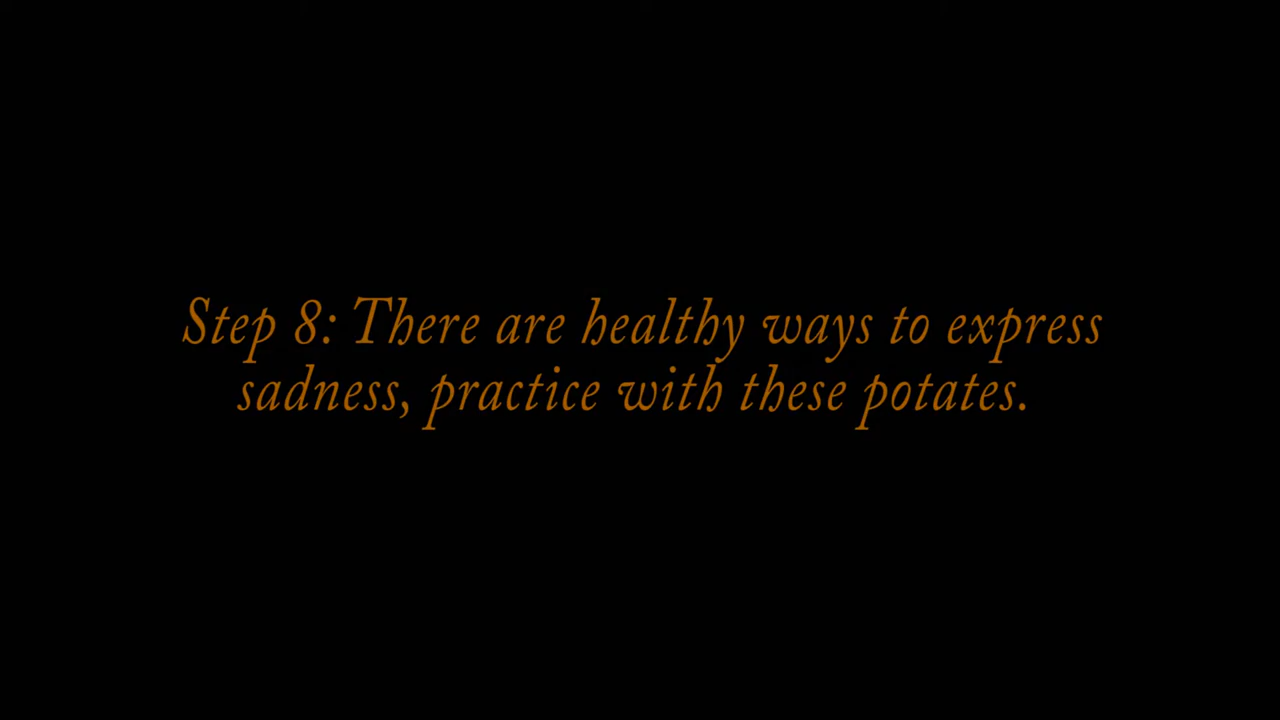 Step 8: There are healthy ways to express
sadness, practice with these potates.